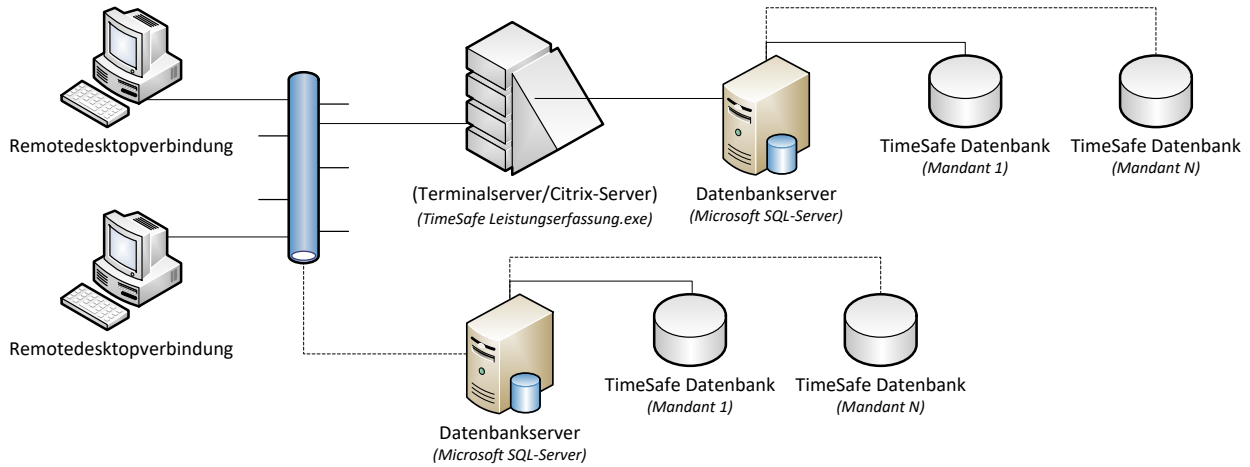 Remotedesktopverbindung
(Terminalserver/Citrix-Server)
(TimeSafe Leistungserfassung.exe)
Datenbankserver
(Microsoft SQL-Server)
TimeSafe Datenbank
(Mandant 1)
TimeSafe Datenbank
(Mandant N)
Remotedesktopverbindung
Datenbankserver
(Microsoft SQL-Server)
TimeSafe Datenbank
(Mandant 1)
TimeSafe Datenbank
(Mandant N)